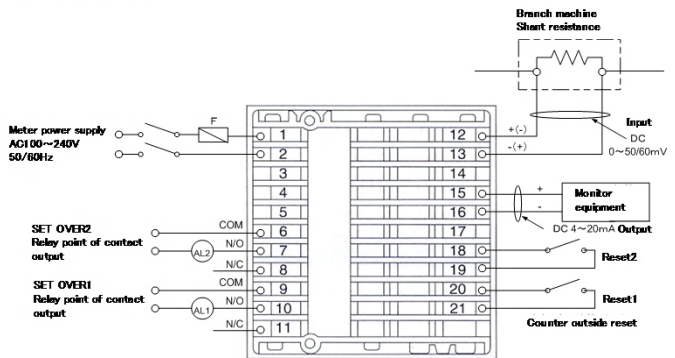 Branch machine
Shant resistance
Input
DC
0～50/60mV
+(-)
-(+)
F
Meter power supply
AC100～240V
50/60Hz
1
2
3
4
5
6
7
8
9
10
11
12
13
14
15
16
17
18
19
20
21
+
-
Monitor
equipment
DC 4～20mA Output
SET OVER2
Relay point of contact
output
COM
N/O
AL2
N/C
SET OVER1
Relay point of contact
output
COM
N/O
AL1
N/C
Reset2
Reset1
Counter outside reset